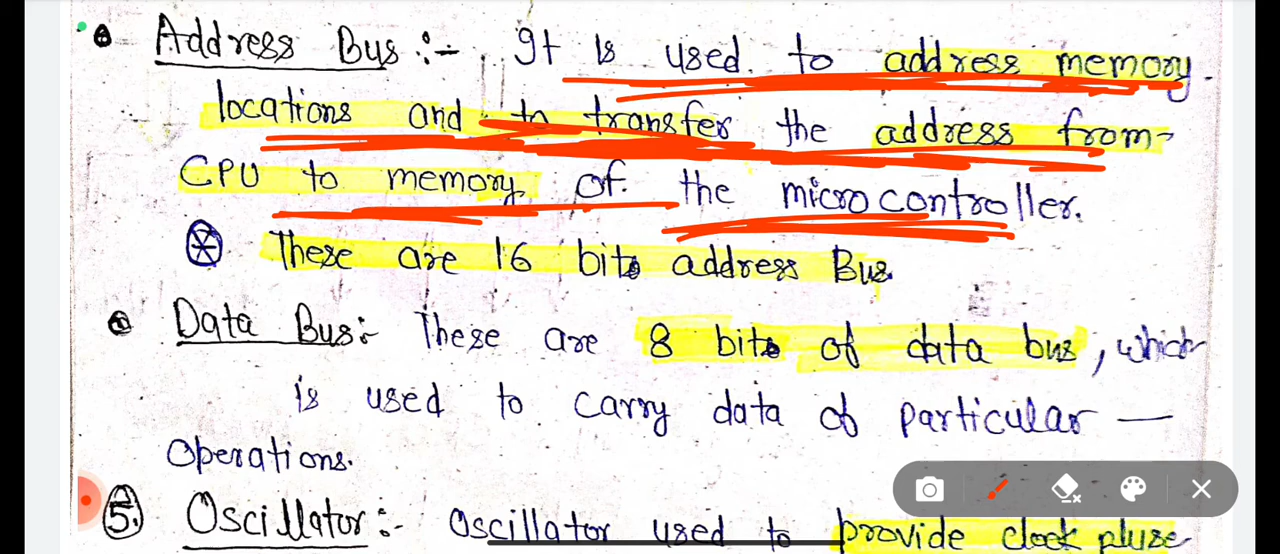 Address Bus :- It is used to address memory
locations and to transfer the address from
CPU to memory of the microcontroller.
These are 16 bits address Bus
Data Bus:- These are 8 bits of data bus, which
is used to carry data of particular —
Operations.
5. Oscillator:- Oscillator used to provide clock pluse